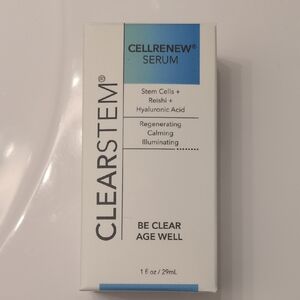 CLEARSTEM®
CELLRENEW®
SERUM
Stem Cells +
Reishi +
Hyaluronic Acid
Regenerating
Calming
Illuminating
BE CLEAR
AGE WELL
1 fl oz / 29mL